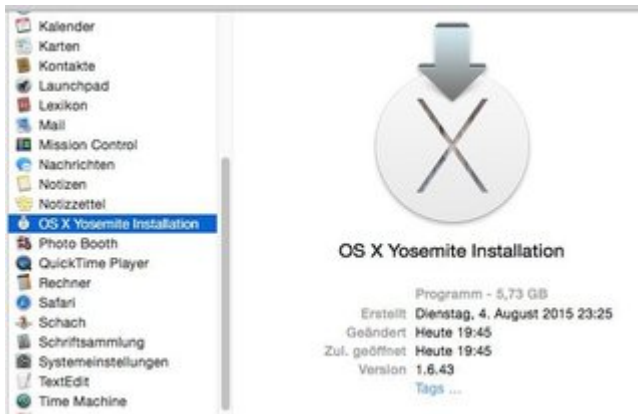 Kalender
Karten
Kontakte
Launchpad
Lexikon
Mail
Mission Control
Nachrichten
Notizen
Notizzettel
OS X Yosemite Installation
Photo Booth
QuickTime Player
Rechner
Safari
Schach
Schriftsammlung
Systemeinstellungen
TextEdit
Time Machine
OS X Yosemite Installation
Programm - 5,73 GB
Erstellt Dienstag, 4. August 2015 23:25
Geändert Heute 19:45
Zul. geöffnet Heute 19:45
Version 1.6.43
Tags ...